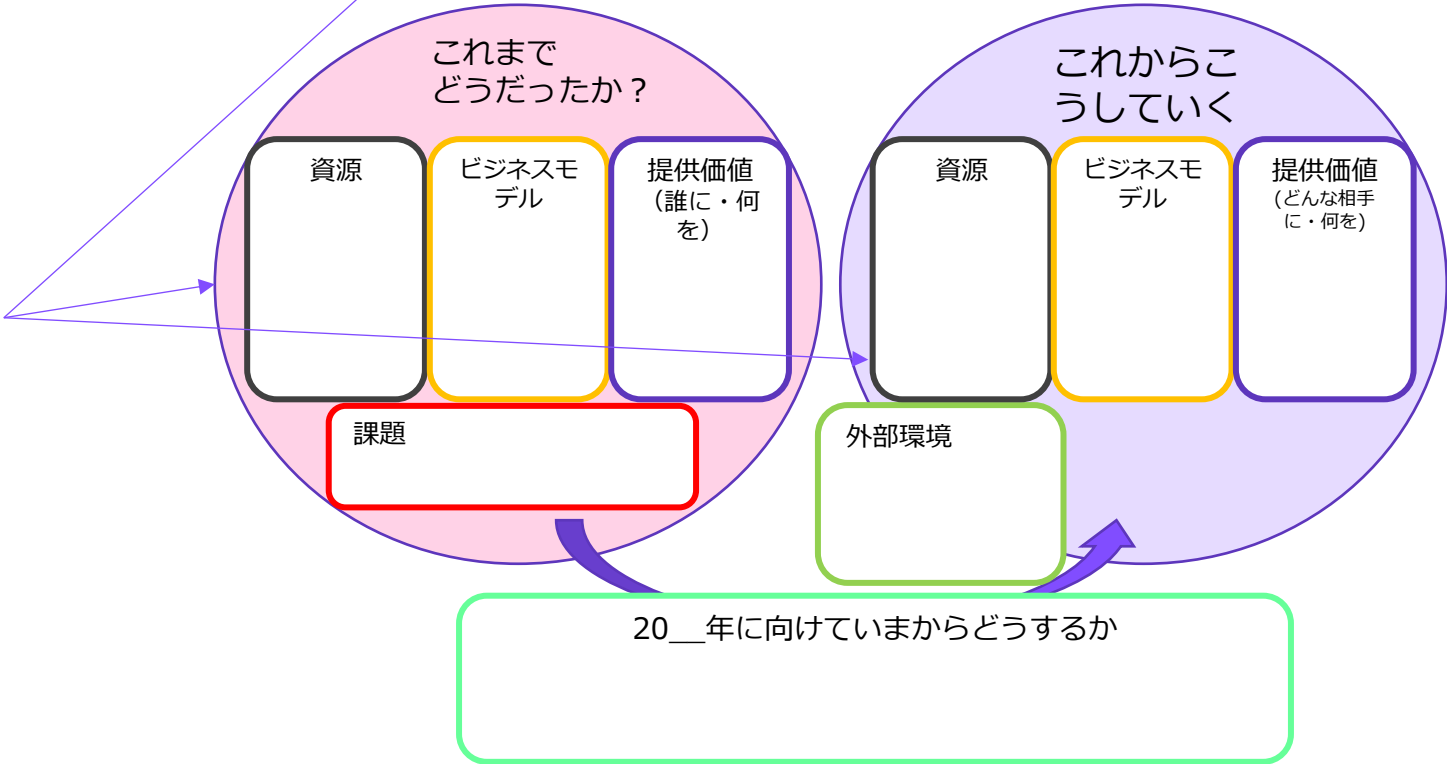 これまで
どうだったか？
資源
ビジネスモ
デル
提供価値
（誰に・何
を）
課題
これからこ
うしていく
資源
ビジネスモ
デル
提供価値
(どんな相手
に・何を)
外部環境
20__年に向けていまからどうするか